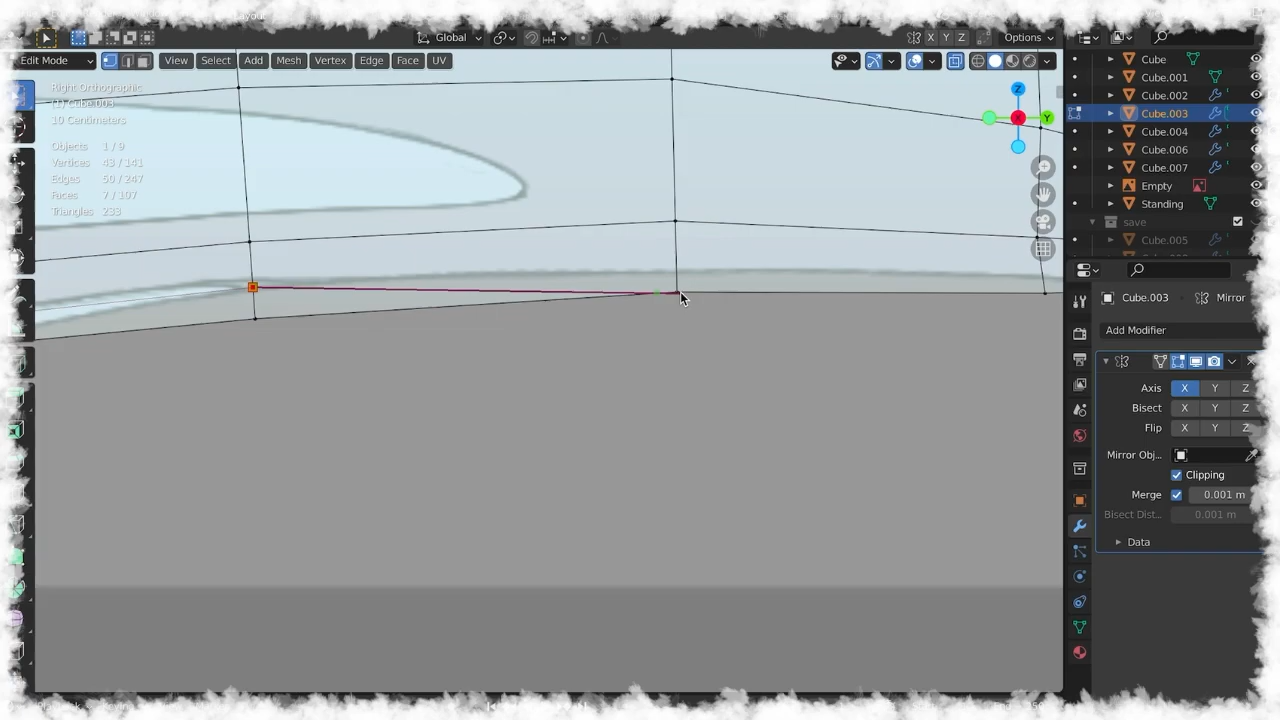 Global
X Y Z
Options
Edit Mode
View Select Add Mesh Vertex Edge Face UV
Right Orthographic
(1) Cube.003
10 Centimeters
Objects 1 / 9
Vertices 43 / 141
Edges 50 / 247
Faces 7 / 107
Triangles 233
Z
X
Y
Cube
Cube.001
Cube.002
Cube.003
Cube.004
Cube.006
Cube.007
Empty
Standing
save
Cube.005
Cube.003 Mirror
Add Modifier
Axis X Y Z
Bisect X Y Z
Flip X Y Z
Mirror Obj...
Clipping
Merge 0.001 m
Bisect Dist... 0.001 m
Data